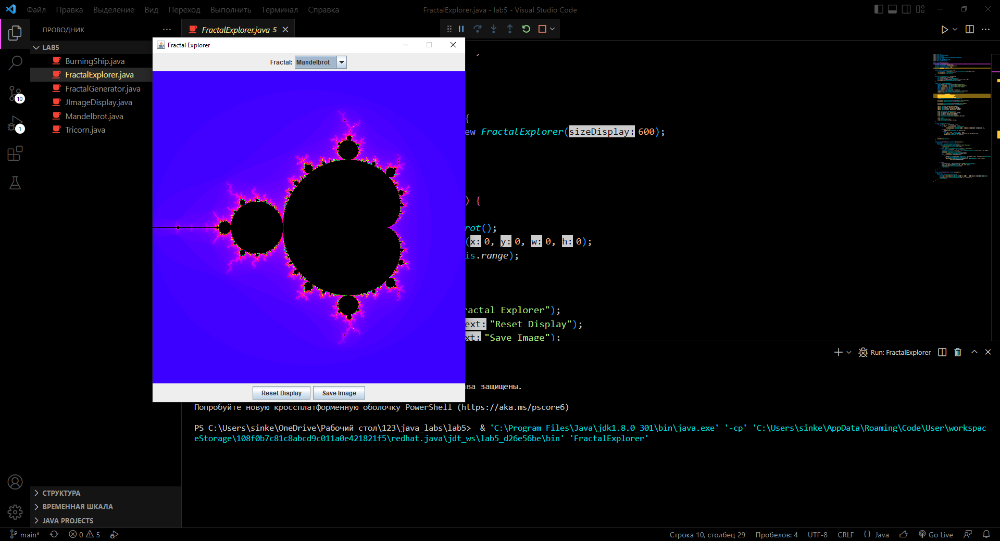 Файл Правка Выделение Вид Переход Выполнить Терминал Справка
FractalExplorer.java - lab5 - Visual Studio Code
ПРОВОДНИК
FractalExplorer.java 5
LAB5
BurningShip.java
FractalExplorer.java
FractalGenerator.java
JImageDisplay.java
Mandelbrot.java
Tricorn.java
10
1
Fractal Explorer
Fractal: Mandelbrot
Reset Display Save Image
{
ew FractalExplorer(sizeDisplay: 600);
) {
rot();
(x: 0, y: 0, w: 0, h: 0);
is.range);
ractal Explorer");
ext: "Reset Display");
xt: "Save Image");
Run: FractalExplorer
ва защищены.
Попробуйте новую кроссплатформенную оболочку PowerShell (https://aka.ms/pscore6)
PS C:\Users\sinke\OneDrive\Рабочий стол\123\java_labs\lab5> & 'C:\Program Files\Java\jdk1.8.0_301\bin\java.exe' '-cp' 'C:\Users\sinke\AppData\Roaming\Code\User\workspac
eStorage\108f0b7c81c8abcd9c011a0e421821f5\redhat.java\jdt_ws\lab5_d26e56be\bin' 'FractalExplorer'
СТРУКТУРА
ВРЕМЕННАЯ ШКАЛА
JAVA PROJECTS
main* 0 5
Строка 10, столбец 29 Пробелов: 4 UTF-8 CRLF {} Java Go Live